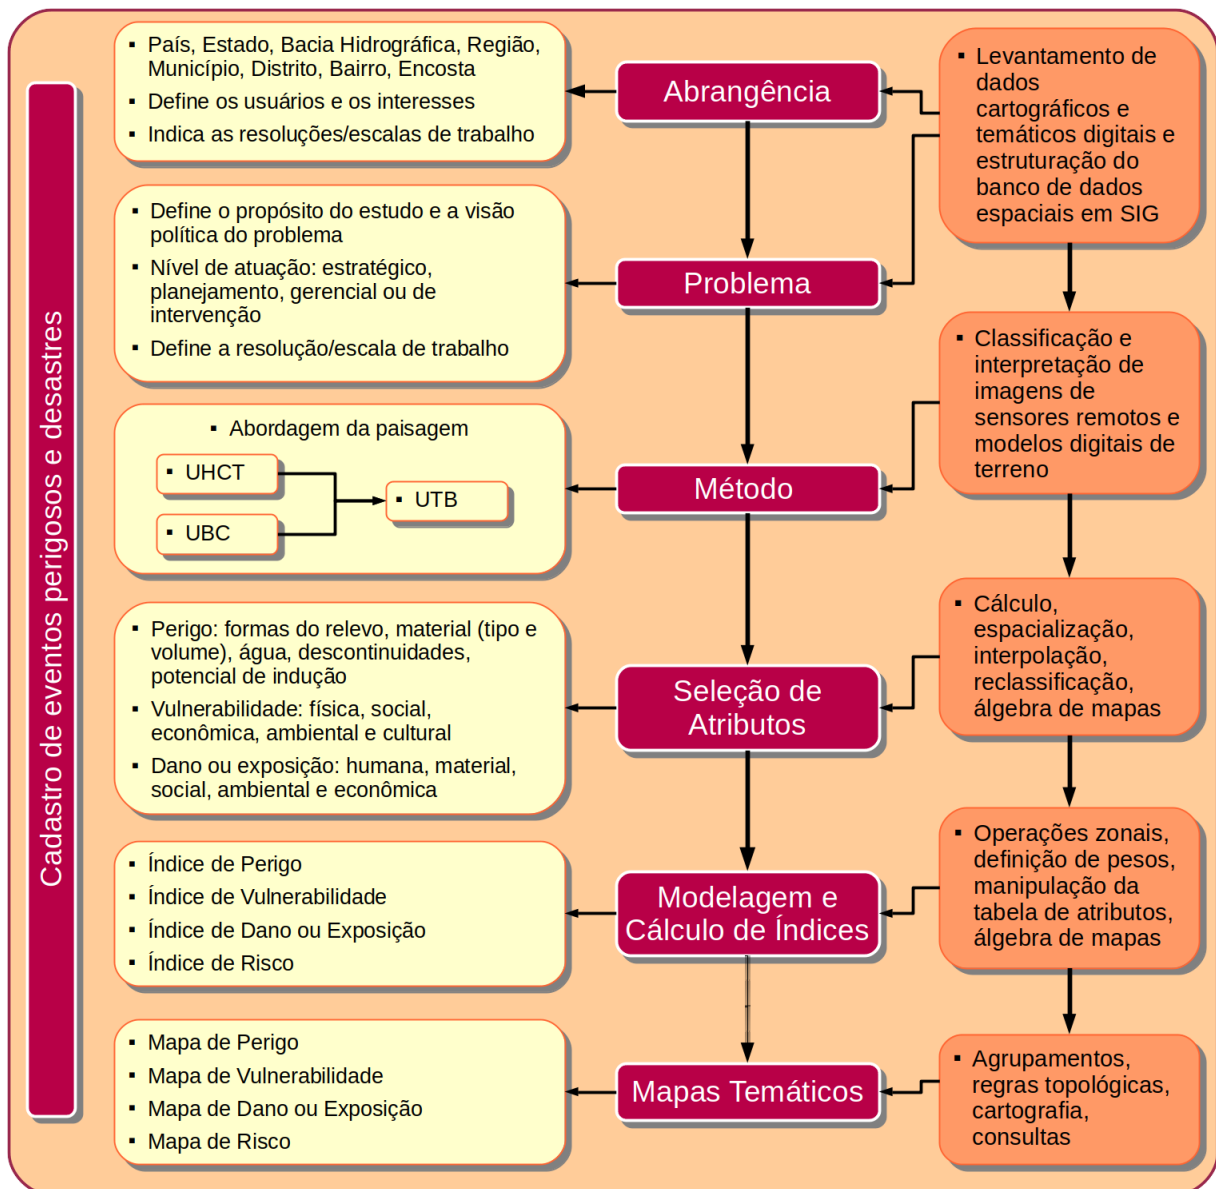 Cadastro de eventos perigosos e desastres
▪ País, Estado, Bacia Hidrográfica, Região,
Município, Distrito, Bairro, Encosta
▪ Define os usuários e os interesses
▪ Indica as resoluções/escalas de trabalho
Abrangência
▪ Levantamento de
dados
cartográficos e
temáticos digitais e
estruturação do
banco de dados
espaciais em SIG
▪ Define o propósito do estudo e a visão
política do problema
▪ Nível de atuação: estratégico,
planejamento, gerencial ou de
intervenção
▪ Define a resolução/escala de trabalho
Problema
▪ Classificação e
interpretação de
imagens de
sensores remotos e
modelos digitais de
terreno
▪ Abordagem da paisagem
▪ UHCT
▪ UTB
▪ UBC
Método
▪ Cálculo,
espacialização,
interpolação,
reclassificação,
álgebra de mapas
▪ Perigo: formas do relevo, material (tipo e
volume), água, descontinuidades,
potencial de indução
▪ Vulnerabilidade: física, social,
econômica, ambiental e cultural
▪ Dano ou exposição: humana, material,
social, ambiental e econômica
Seleção de
Atributos
▪ Operações zonais,
definição de pesos,
manipulação da
tabela de atributos,
álgebra de mapas
▪ Índice de Perigo
▪ Índice de Vulnerabilidade
▪ Índice de Dano ou Exposição
▪ Índice de Risco
Modelagem e
Cálculo de Índices
▪ Mapa de Perigo
▪ Mapa de Vulnerabilidade
▪ Mapa de Dano ou Exposição
▪ Mapa de Risco
Mapas Temáticos
▪ Agrupamentos,
regras topológicas,
cartografia,
consultas